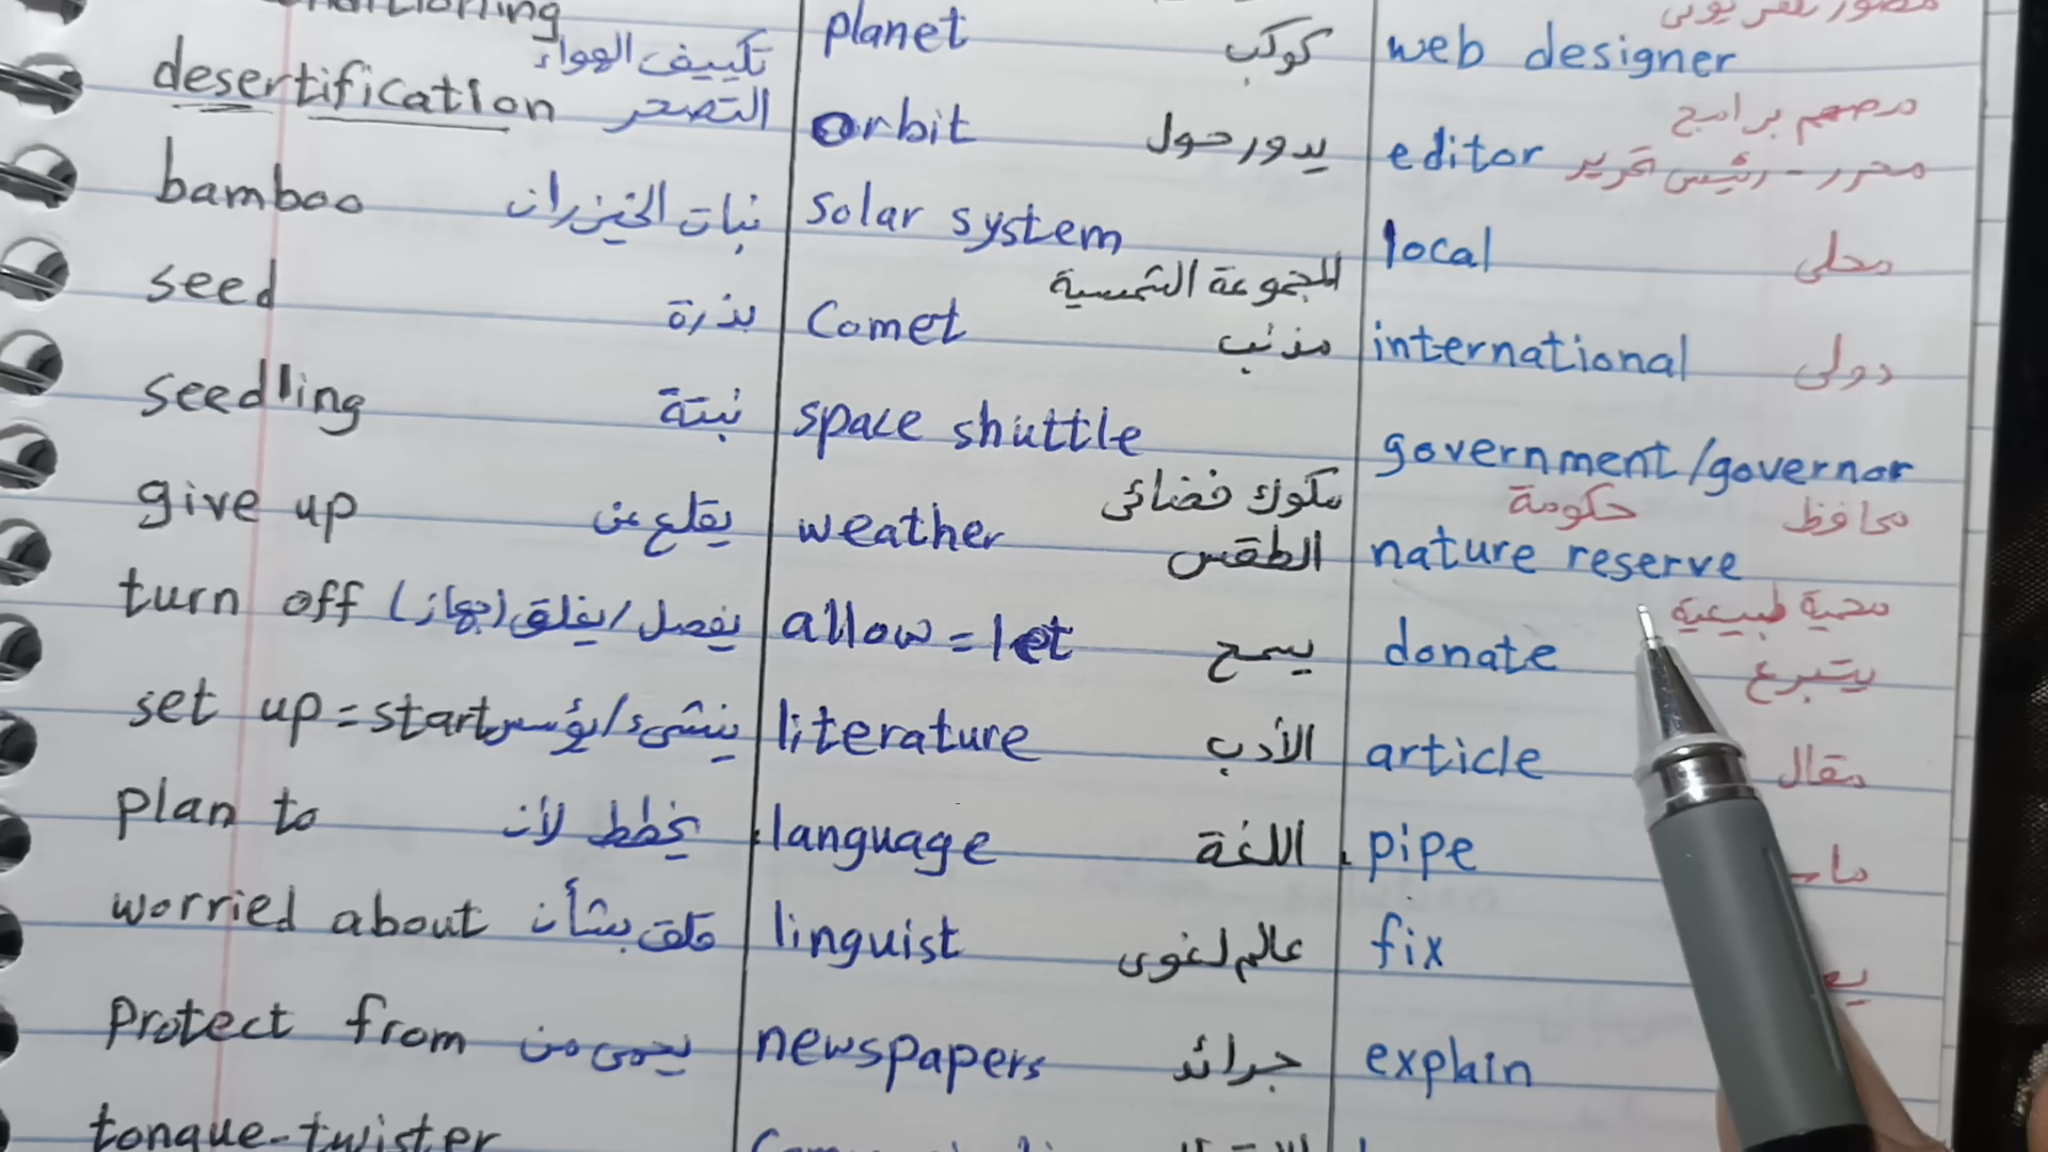 تكييف الهواء
desertification التصحر
bamboo نبات الخيزران
seed بذرة
seedling نبتة
give up يقلع عن
turn off يفصل/يغلق (جهاز)
set up = start ينشىء/يؤسس
plan to يخطط لأن
worried about قلق بشأن
Protect from يحمى من
tongue-twister
planet كوكب
orbit يدور حول
solar system
المجموعة الشمسية
Comet مذنب
space shuttle
مكوك فضائى
weather الطقس
allow = let يسمح
literature الأدب
language اللغة
linguist عالم لغوى
newspapers جرائد
web designer
مصمم برامج
editor محرر - رئيس تحرير
local محلى
international دولى
government/governor
حكومة محافظ
nature reserve
محمية طبيعية
donate يتبرع
article مقال
pipe
fix
explain